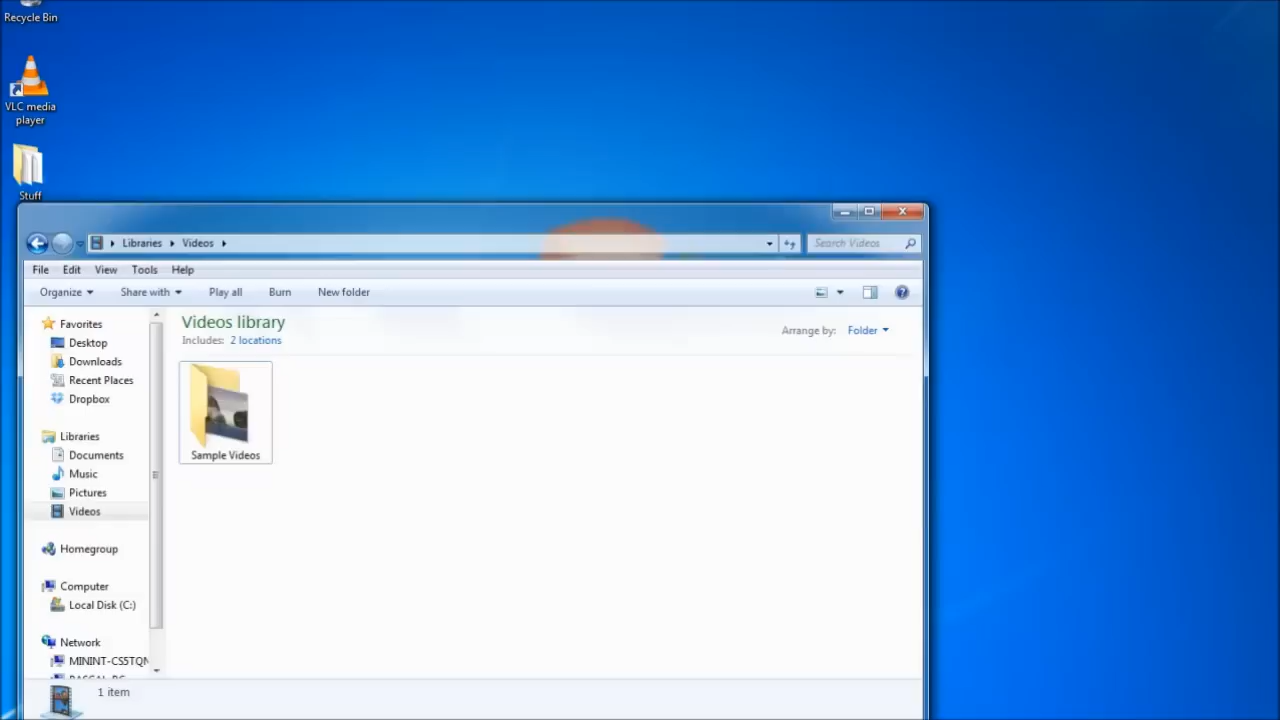 Recycle Bin
VLC media
player
Stuff
Libraries
Videos
Search Videos
File Edit View Tools Help
Organize Share with Play all Burn New folder
Favorites
Desktop
Downloads
Recent Places
Dropbox
Libraries
Documents
Music
Pictures
Videos
Homegroup
Computer
Local Disk (C:)
Network
MININT-CS5TQN
Videos library
Includes: 2 locations
Arrange by: Folder
Sample Videos
1 item